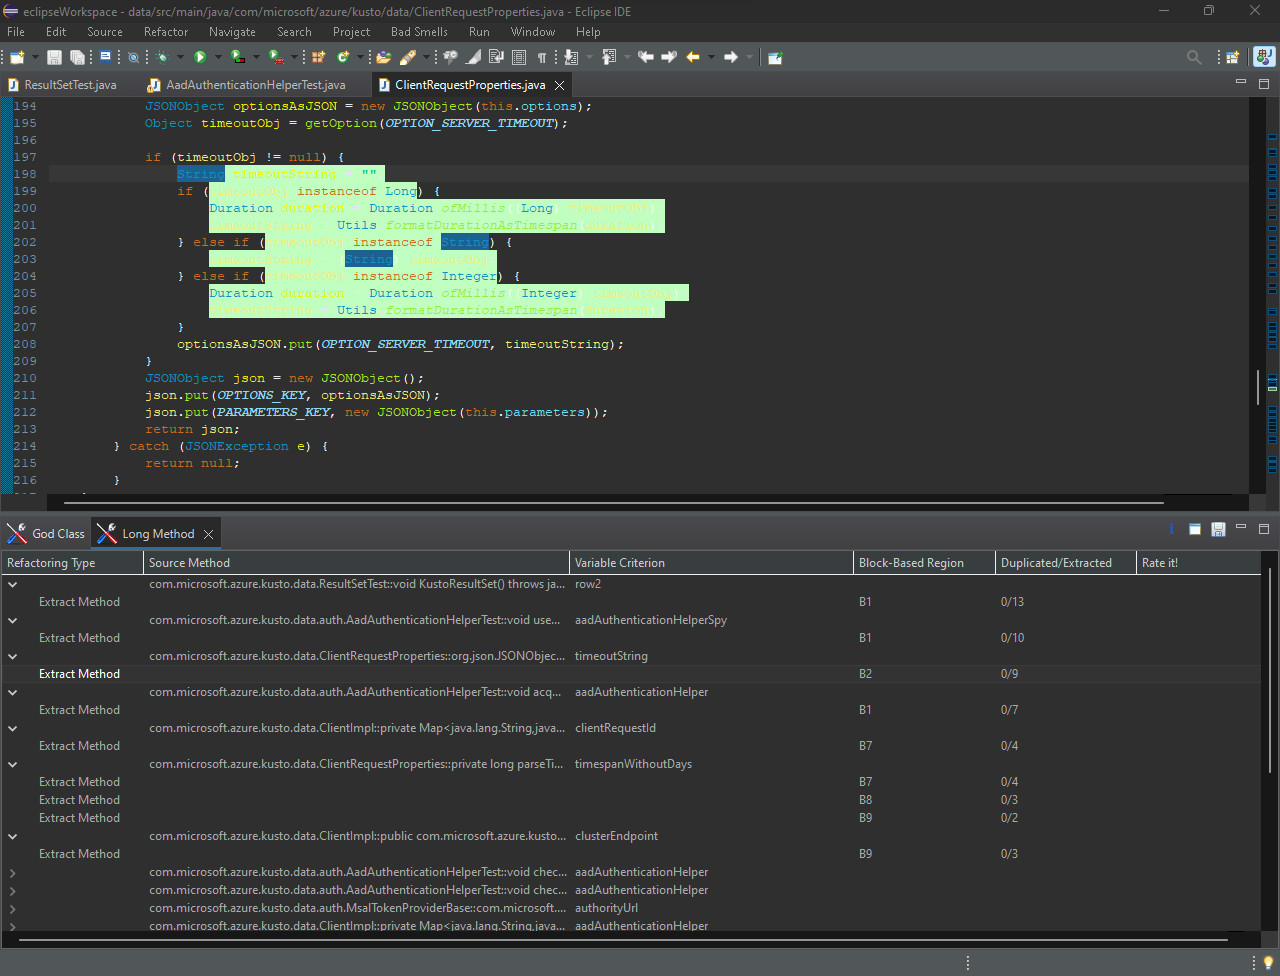 eclipseWorkspace - data/src/main/java/com/microsoft/azure/kusto/data/ClientRequestProperties.java - Eclipse IDE
File Edit Source Refactor Navigate Search Project Bad Smells Run Window Help
ResultSetTest.java AadAuthenticationHelperTest.java ClientRequestProperties.java
194 JSONObject optionsAsJSON = new JSONObject(this.options);
195 Object timeoutObj = getOption(OPTION_SERVER_TIMEOUT);
196
197 if (timeoutObj != null) {
198 String timeoutString = ""
199 if (timeoutObj instanceof Long) {
200 Duration duration = Duration ofMillis (Long) timeoutObj)
201 timeoutString = Utils formatDurationAsTimespan(duration)
202 } else if (timeoutObj instanceof String) {
203 timeoutString = (String) timeoutObj
204 } else if (timeoutObj instanceof Integer) {
205 Duration duration = Duration ofMillis (Integer) timeoutObj)
206 timeoutString = Utils formatDurationAsTimespan(duration)
207 }
208 optionsAsJSON.put(OPTION_SERVER_TIMEOUT, timeoutString);
209 }
210 JSONObject json = new JSONObject();
211 json.put(OPTIONS_KEY, optionsAsJSON);
212 json.put(PARAMETERS_KEY, new JSONObject(this.parameters));
213 return json;
214 } catch (JSONException e) {
215 return null;
216 }
God Class Long Method
Refactoring Type Source Method Variable Criterion Block-Based Region Duplicated/Extracted Rate it!
com.microsoft.azure.kusto.data.ResultSetTest::void KustoResultSet() throws ja... row2
Extract Method B1 0/13
com.microsoft.azure.kusto.data.auth.AadAuthenticationHelperTest::void use... aadAuthenticationHelperSpy
Extract Method B1 0/10
com.microsoft.azure.kusto.data.ClientRequestProperties::org.json.JSONObjec... timeoutString
Extract Method B2 0/9
com.microsoft.azure.kusto.data.auth.AadAuthenticationHelperTest::void acq... aadAuthenticationHelper
Extract Method B1 0/7
com.microsoft.azure.kusto.data.ClientImpl::private Map<java.lang.String,java... clientRequestId
Extract Method B7 0/4
com.microsoft.azure.kusto.data.ClientRequestProperties::private long parseTi... timespanWithoutDays
Extract Method B7 0/4
Extract Method B8 0/3
Extract Method B9 0/2
com.microsoft.azure.kusto.data.ClientImpl::public com.microsoft.azure.kusto... clusterEndpoint
Extract Method B9 0/3
com.microsoft.azure.kusto.data.auth.AadAuthenticationHelperTest::void chec... aadAuthenticationHelper
com.microsoft.azure.kusto.data.auth.AadAuthenticationHelperTest::void chec... aadAuthenticationHelper
com.microsoft.azure.kusto.data.auth.MsalTokenProviderBase::com.microsoft.... authorityUrl
com.microsoft.azure.kusto.data.ClientImpl::private Map<java.lang.String,java... aadAuthenticationHelper